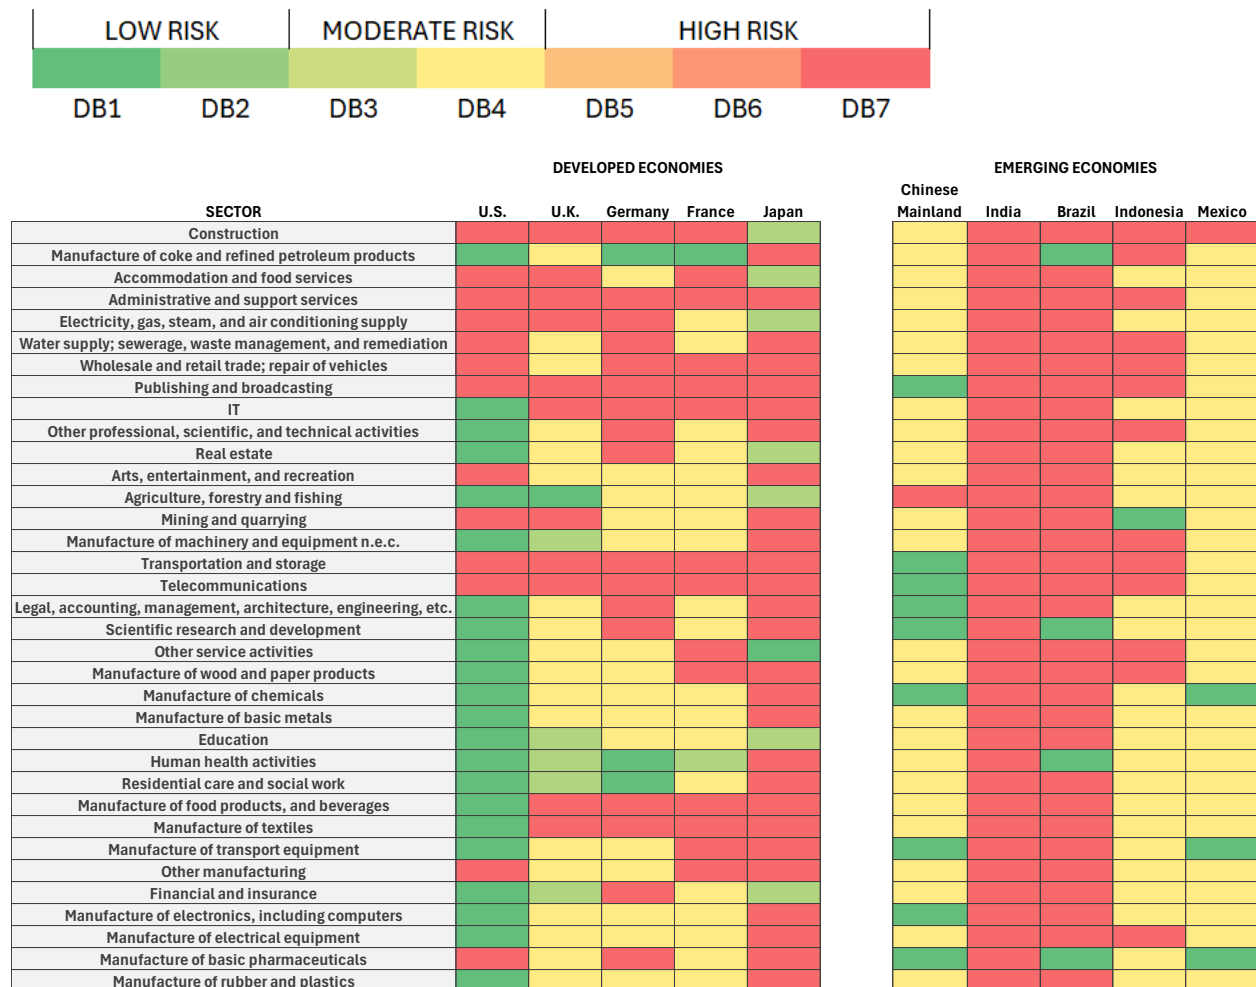 LOW RISK MODERATE RISK HIGH RISK
DB1 DB2 DB3 DB4 DB5 DB6 DB7
DEVELOPED ECONOMIES EMERGING ECONOMIES
Chinese
SECTOR U.S. U.K. Germany France Japan Mainland India Brazil Indonesia Mexico
Construction
Manufacture of coke and refined petroleum products
Accommodation and food services
Administrative and support services
Electricity, gas, steam, and air conditioning supply
Water supply; sewerage, waste management, and remediation
Wholesale and retail trade; repair of vehicles
Publishing and broadcasting
IT
Other professional, scientific, and technical activities
Real estate
Arts, entertainment, and recreation
Agriculture, forestry and fishing
Mining and quarrying
Manufacture of machinery and equipment n.e.c.
Transportation and storage
Telecommunications
Legal, accounting, management, architecture, engineering, etc.
Scientific research and development
Other service activities
Manufacture of wood and paper products
Manufacture of chemicals
Manufacture of basic metals
Education
Human health activities
Residential care and social work
Manufacture of food products, and beverages
Manufacture of textiles
Manufacture of transport equipment
Other manufacturing
Financial and insurance
Manufacture of electronics, including computers
Manufacture of electrical equipment
Manufacture of basic pharmaceuticals
Manufacture of rubber and plastics